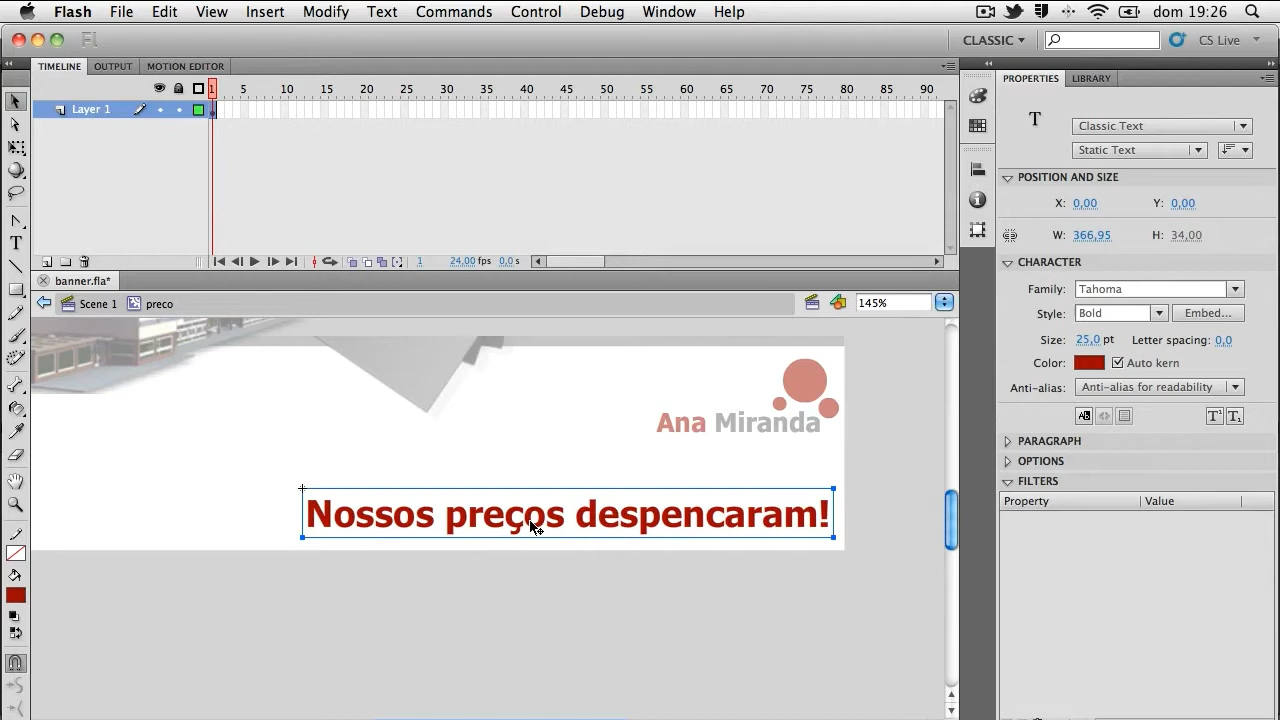 Flash File Edit View Insert Modify Text Commands Control Debug Window Help dom 19:26
Fl CLASSIC CS Live
TIMELINE OUTPUT MOTION EDITOR
1 5 10 15 20 25 30 35 40 45 50 55 60 65 70 75 80 85 90
Layer 1
1 24,00 fps 0,0 s
banner.fla*
Scene 1 preco 145%
Ana Miranda
Nossos preços despencaram!
PROPERTIES LIBRARY
T Classic Text
Static Text
POSITION AND SIZE
X: 0,00 Y: 0,00
W: 366,95 H: 34,00
CHARACTER
Family: Tahoma
Style: Bold Embed...
Size: 25,0 pt Letter spacing: 0,0
Color: Auto kern
Anti-alias: Anti-alias for readability
PARAGRAPH
OPTIONS
FILTERS
Property Value